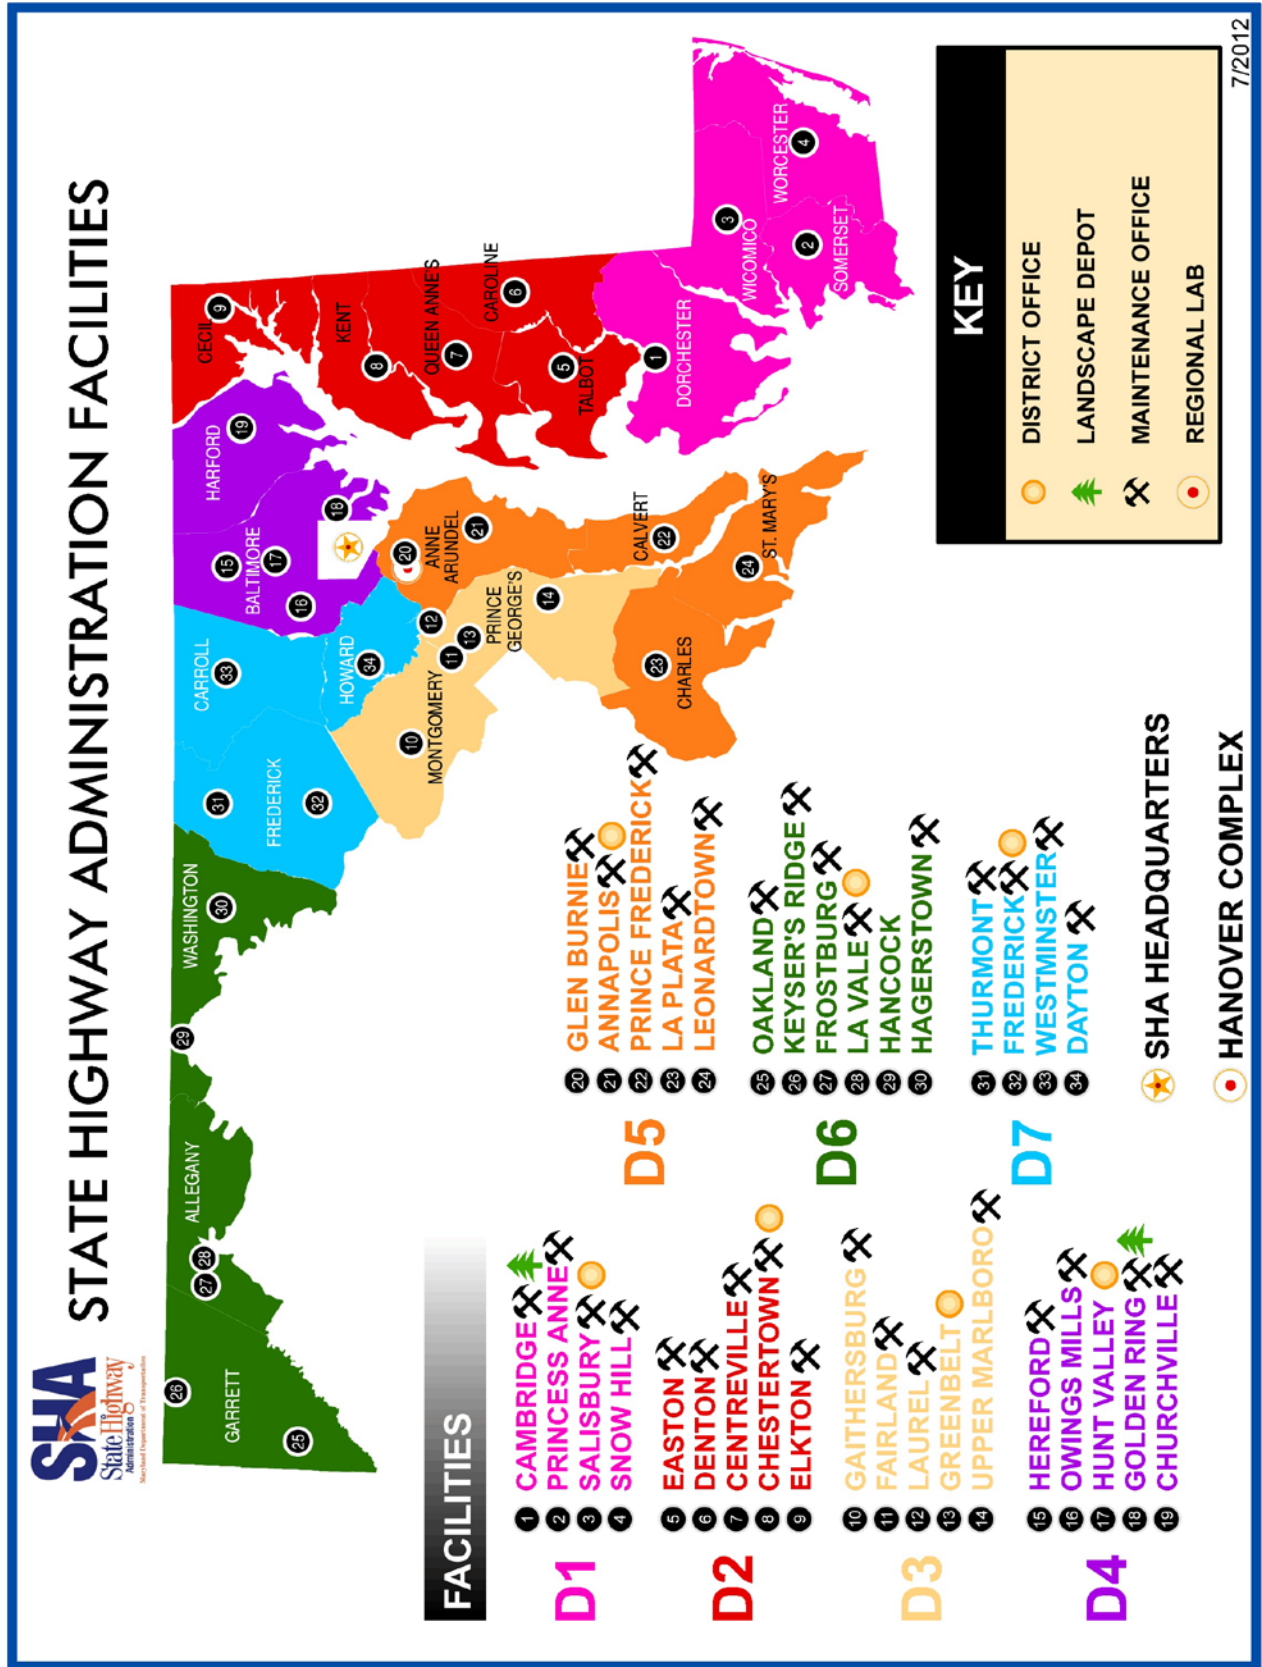 SHA
State Highway
Administration
Maryland Department of Transportation
STATE HIGHWAY ADMINISTRATION FACILITIES
GARRETT
ALLEGANY
WASHINGTON
FREDERICK
CARROLL
BALTIMORE
HARFORD
CECIL
HOWARD
KENT
MONTGOMERY
ANNE
ARUNDEL
QUEEN ANNE'S
PRINCE
GEORGE'S
CAROLINE
TALBOT
CALVERT
CHARLES
DORCHESTER
ST. MARY'S
WICOMICO
WORCESTER
SOMERSET
26
25
27
28
29
30
31
32
33
34
15
16
17
18
19
9
8
7
6
5
20
21
10
11
12
13
14
22
23
24
1
2
3
4
FACILITIES
D1
1 CAMBRIDGE
2 PRINCESS ANNE
3 SALISBURY
4 SNOW HILL
D2
5 EASTON
6 DENTON
7 CENTREVILLE
8 CHESTERTOWN
9 ELKTON
D3
10 GAITHERSBURG
11 FAIRLAND
12 LAUREL
13 GREENBELT
14 UPPER MARLBORO
D4
15 HEREFORD
16 OWINGS MILLS
17 HUNT VALLEY
18 GOLDEN RING
19 CHURCHVILLE
D5
20 GLEN BURNIE
21 ANNAPOLIS
22 PRINCE FREDERICK
23 LA PLATA
24 LEONARDTOWN
D6
25 OAKLAND
26 KEYSER'S RIDGE
27 FROSTBURG
28 LA VALE
29 HANCOCK
30 HAGERSTOWN
D7
31 THURMONT
32 FREDERICK
33 WESTMINSTER
34 DAYTON
SHA HEADQUARTERS
HANOVER COMPLEX
KEY
DISTRICT OFFICE
LANDSCAPE DEPOT
MAINTENANCE OFFICE
REGIONAL LAB
7/2012